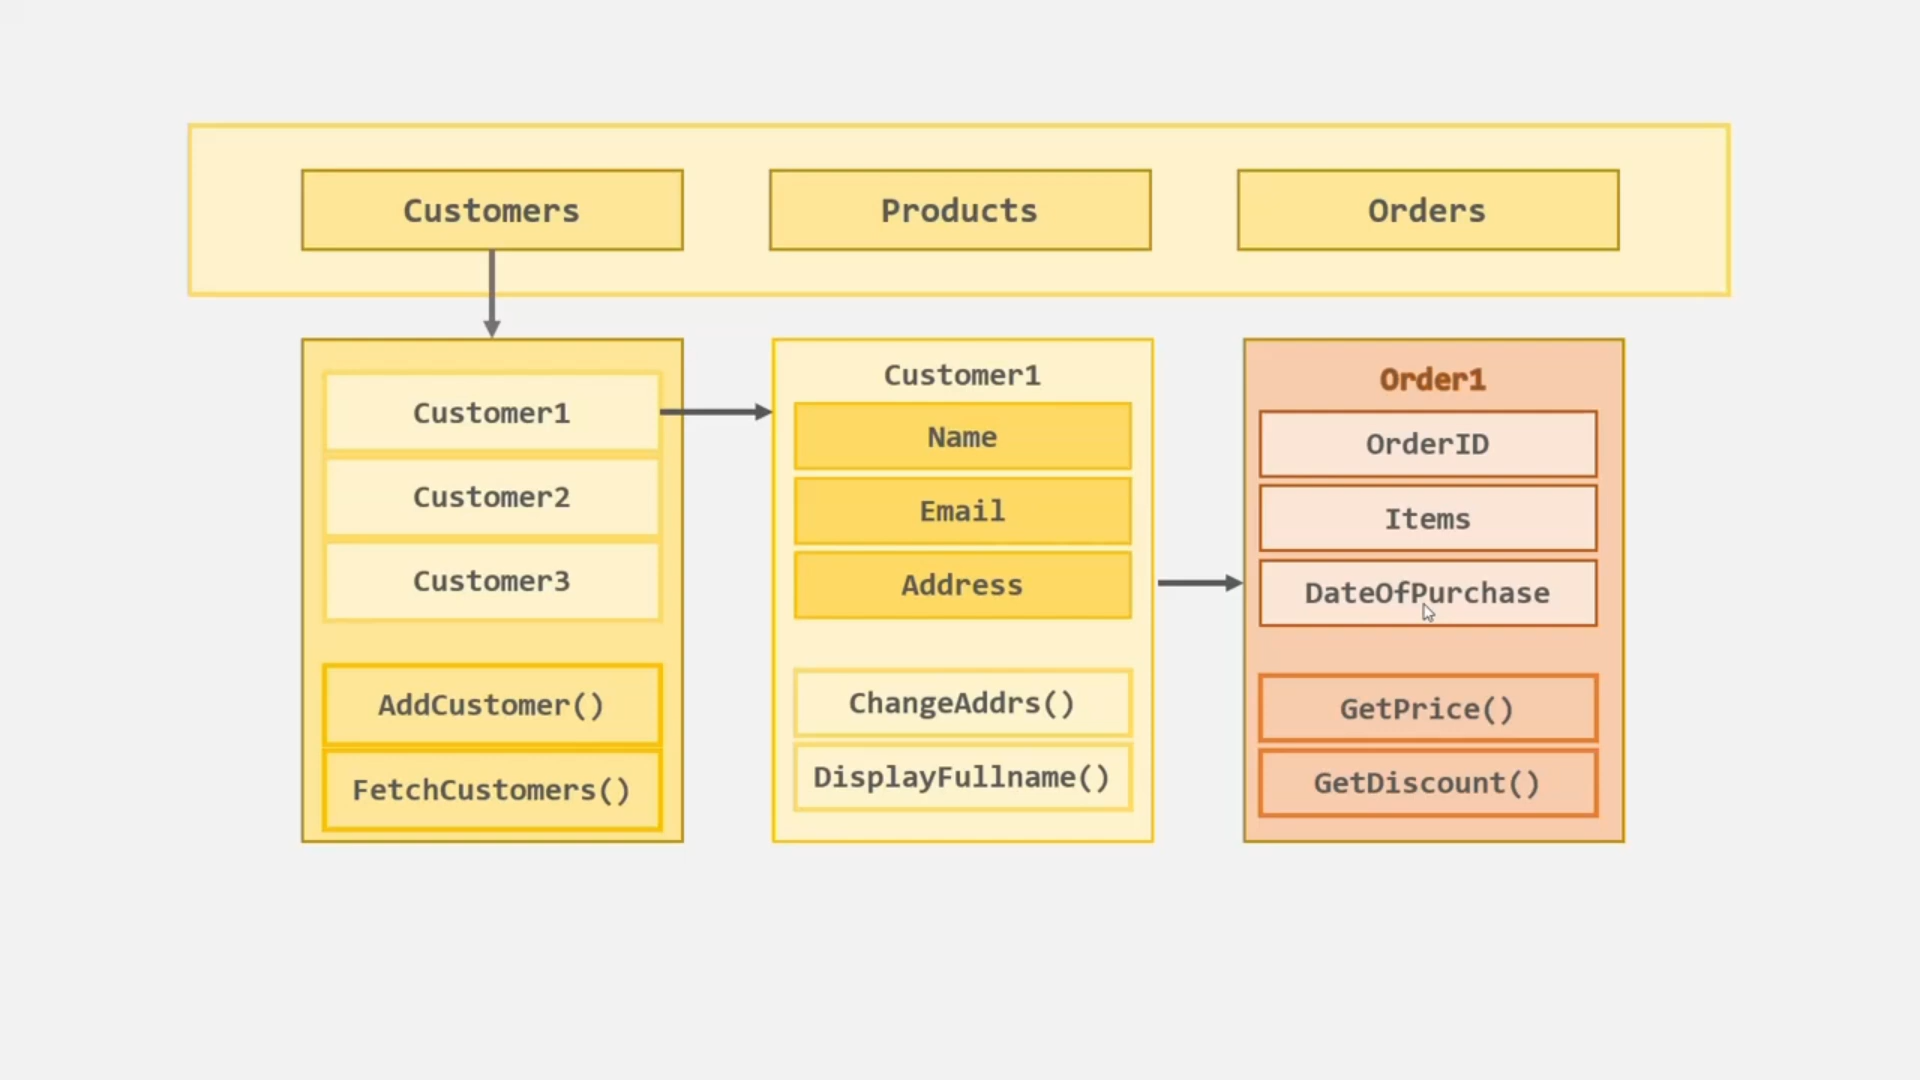 Customers
Products
Orders
Customer1
Customer2
Customer3
AddCustomer()
FetchCustomers()
Customer1
Name
Email
Address
ChangeAddrs()
DisplayFullname()
Order1
OrderID
Items
DateOfPurchase
GetPrice()
GetDiscount()